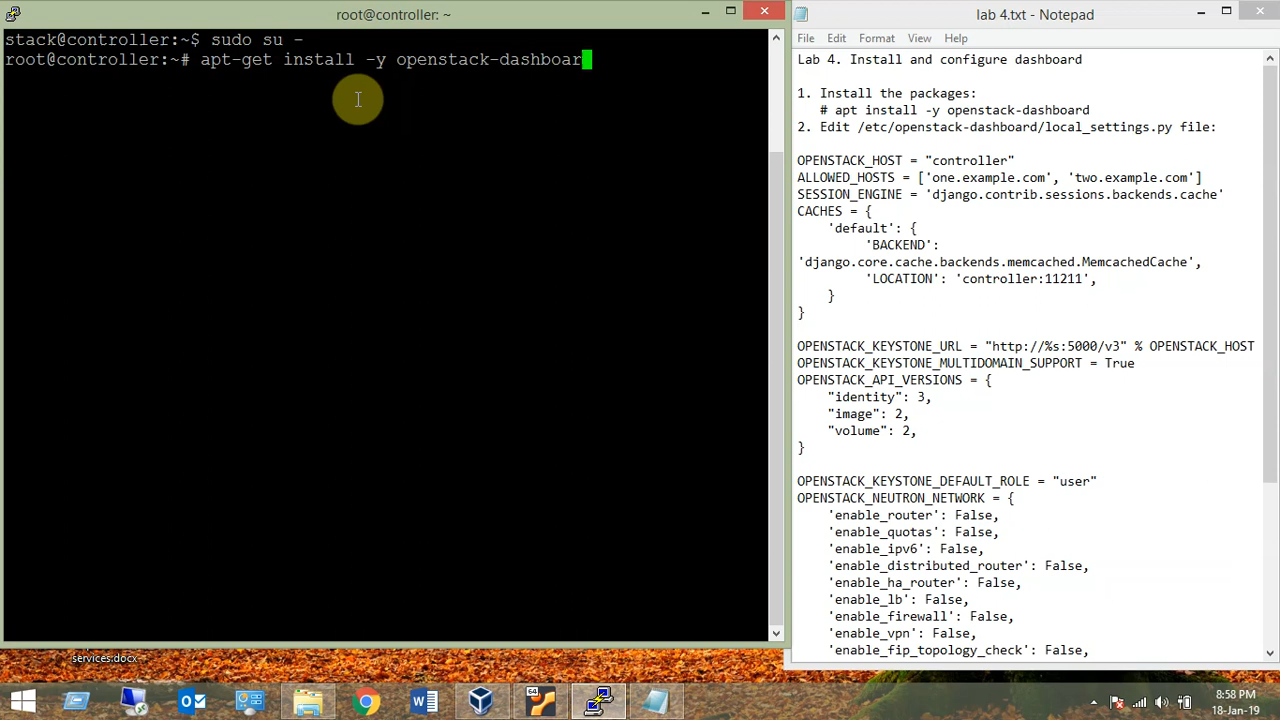 root@controller: ~
stack@controller:~$ sudo su -
root@controller:~# apt-get install -y openstack-dashboar
lab 4.txt - Notepad
File Edit Format View Help
Lab 4. Install and configure dashboard
1. Install the packages:
# apt install -y openstack-dashboard
2. Edit /etc/openstack-dashboard/local_settings.py file:
OPENSTACK_HOST = "controller"
ALLOWED_HOSTS = ['one.example.com', 'two.example.com']
SESSION_ENGINE = 'django.contrib.sessions.backends.cache'
CACHES = {
'default': {
'BACKEND':
'django.core.cache.backends.memcached.MemcachedCache',
'LOCATION': 'controller:11211',
}
}
OPENSTACK_KEYSTONE_URL = "http://%s:5000/v3" % OPENSTACK_HOST
OPENSTACK_KEYSTONE_MULTIDOMAIN_SUPPORT = True
OPENSTACK_API_VERSIONS = {
"identity": 3,
"image": 2,
"volume": 2,
}
OPENSTACK_KEYSTONE_DEFAULT_ROLE = "user"
OPENSTACK_NEUTRON_NETWORK = {
'enable_router': False,
'enable_quotas': False,
'enable_ipv6': False,
'enable_distributed_router': False,
'enable_ha_router': False,
'enable_lb': False,
'enable_firewall': False,
'enable_vpn': False,
'enable_fip_topology_check': False,
services.docx
64
8:58 PM
18-Jan-19